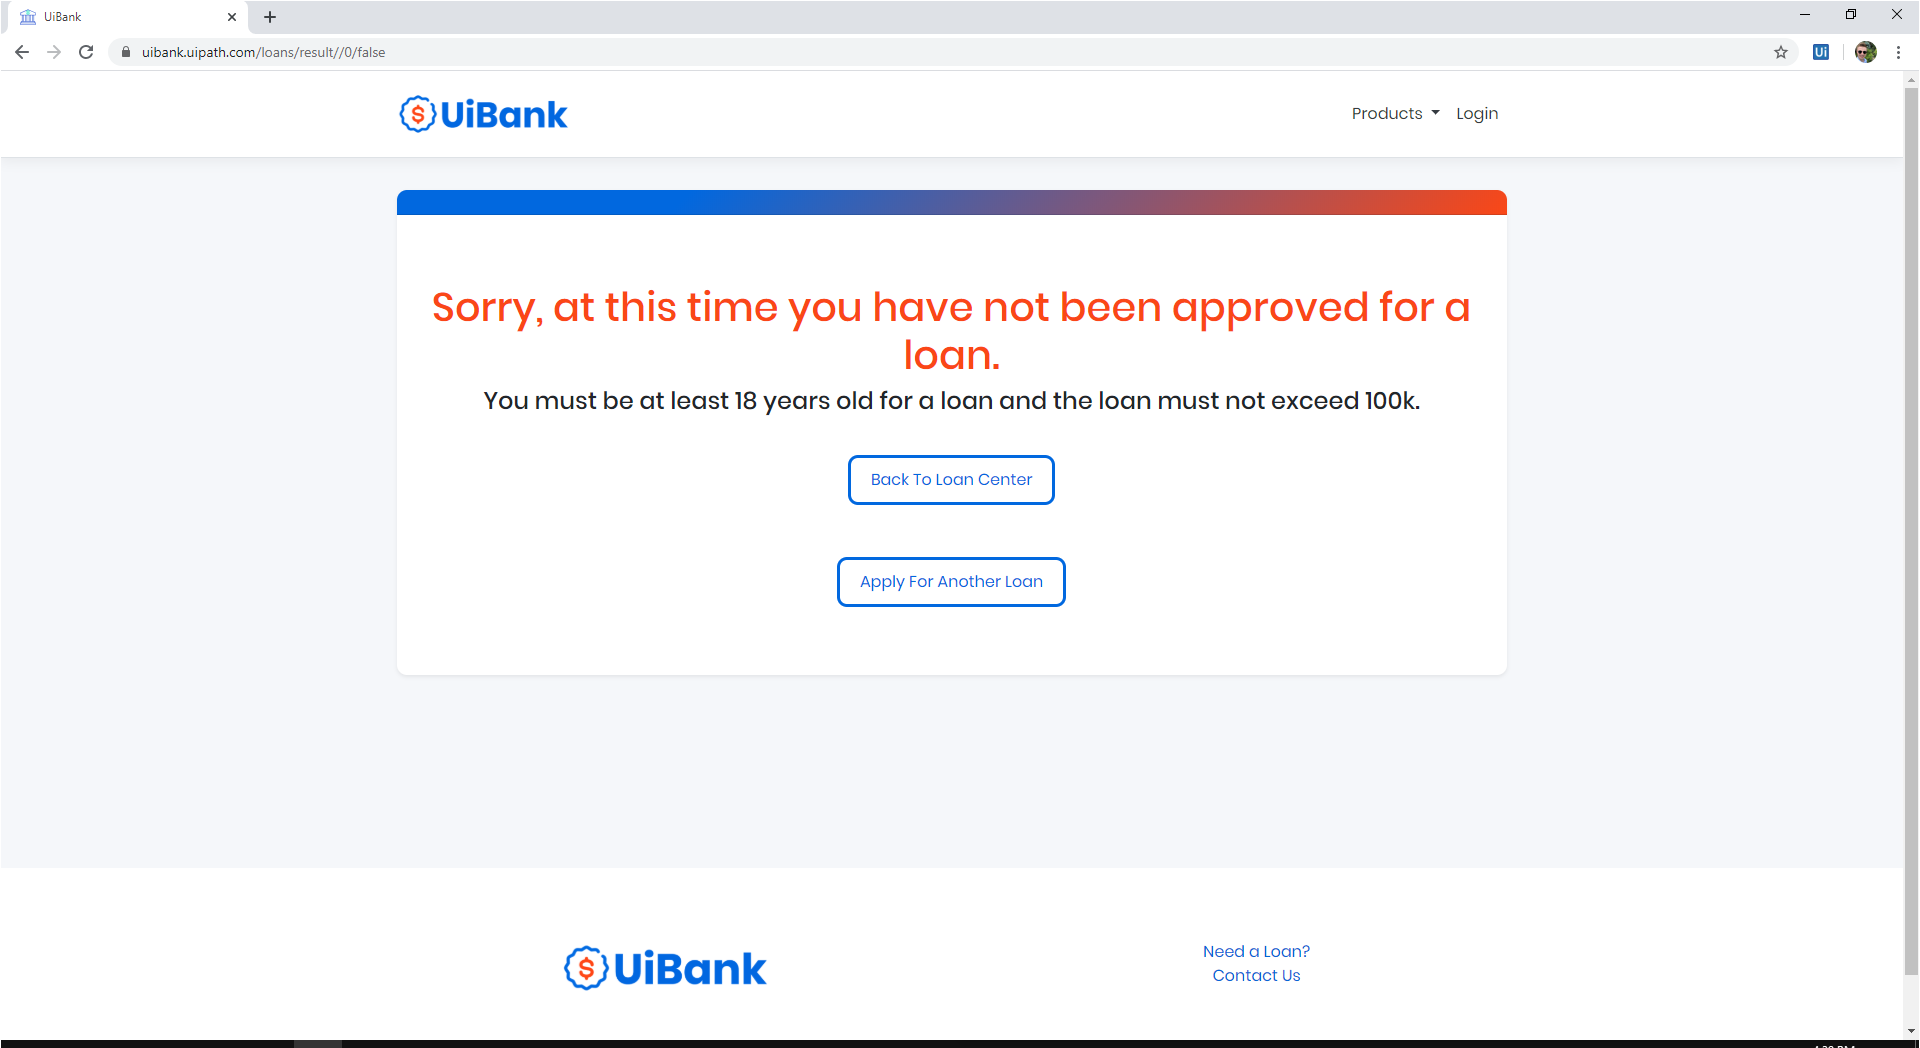 UiBank
uibank.uipath.com/loans/result//0/false
Ui
$ UiBank
Products
Login
Sorry, at this time you have not been approved for a
loan.
You must be at least 18 years old for a loan and the loan must not exceed 100k.
Back To Loan Center
Apply For Another Loan
$ UiBank
Need a Loan?
Contact Us